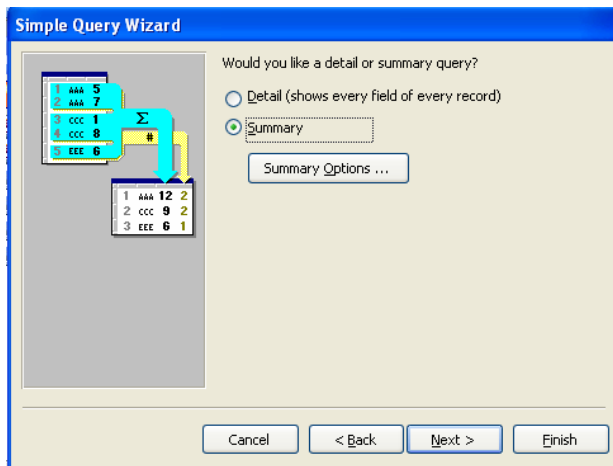 Simple Query Wizard
Would you like a detail or summary query?
Detail (shows every field of every record)
Summary
Summary Options ...
1 AAA 5
2 AAA 7
3 CCC 1
4 CCC 8
5 EEE 6
Σ
#
1 AAA 12 2
2 CCC 9 2
3 EEE 6 1
Cancel
< Back
Next >
Finish